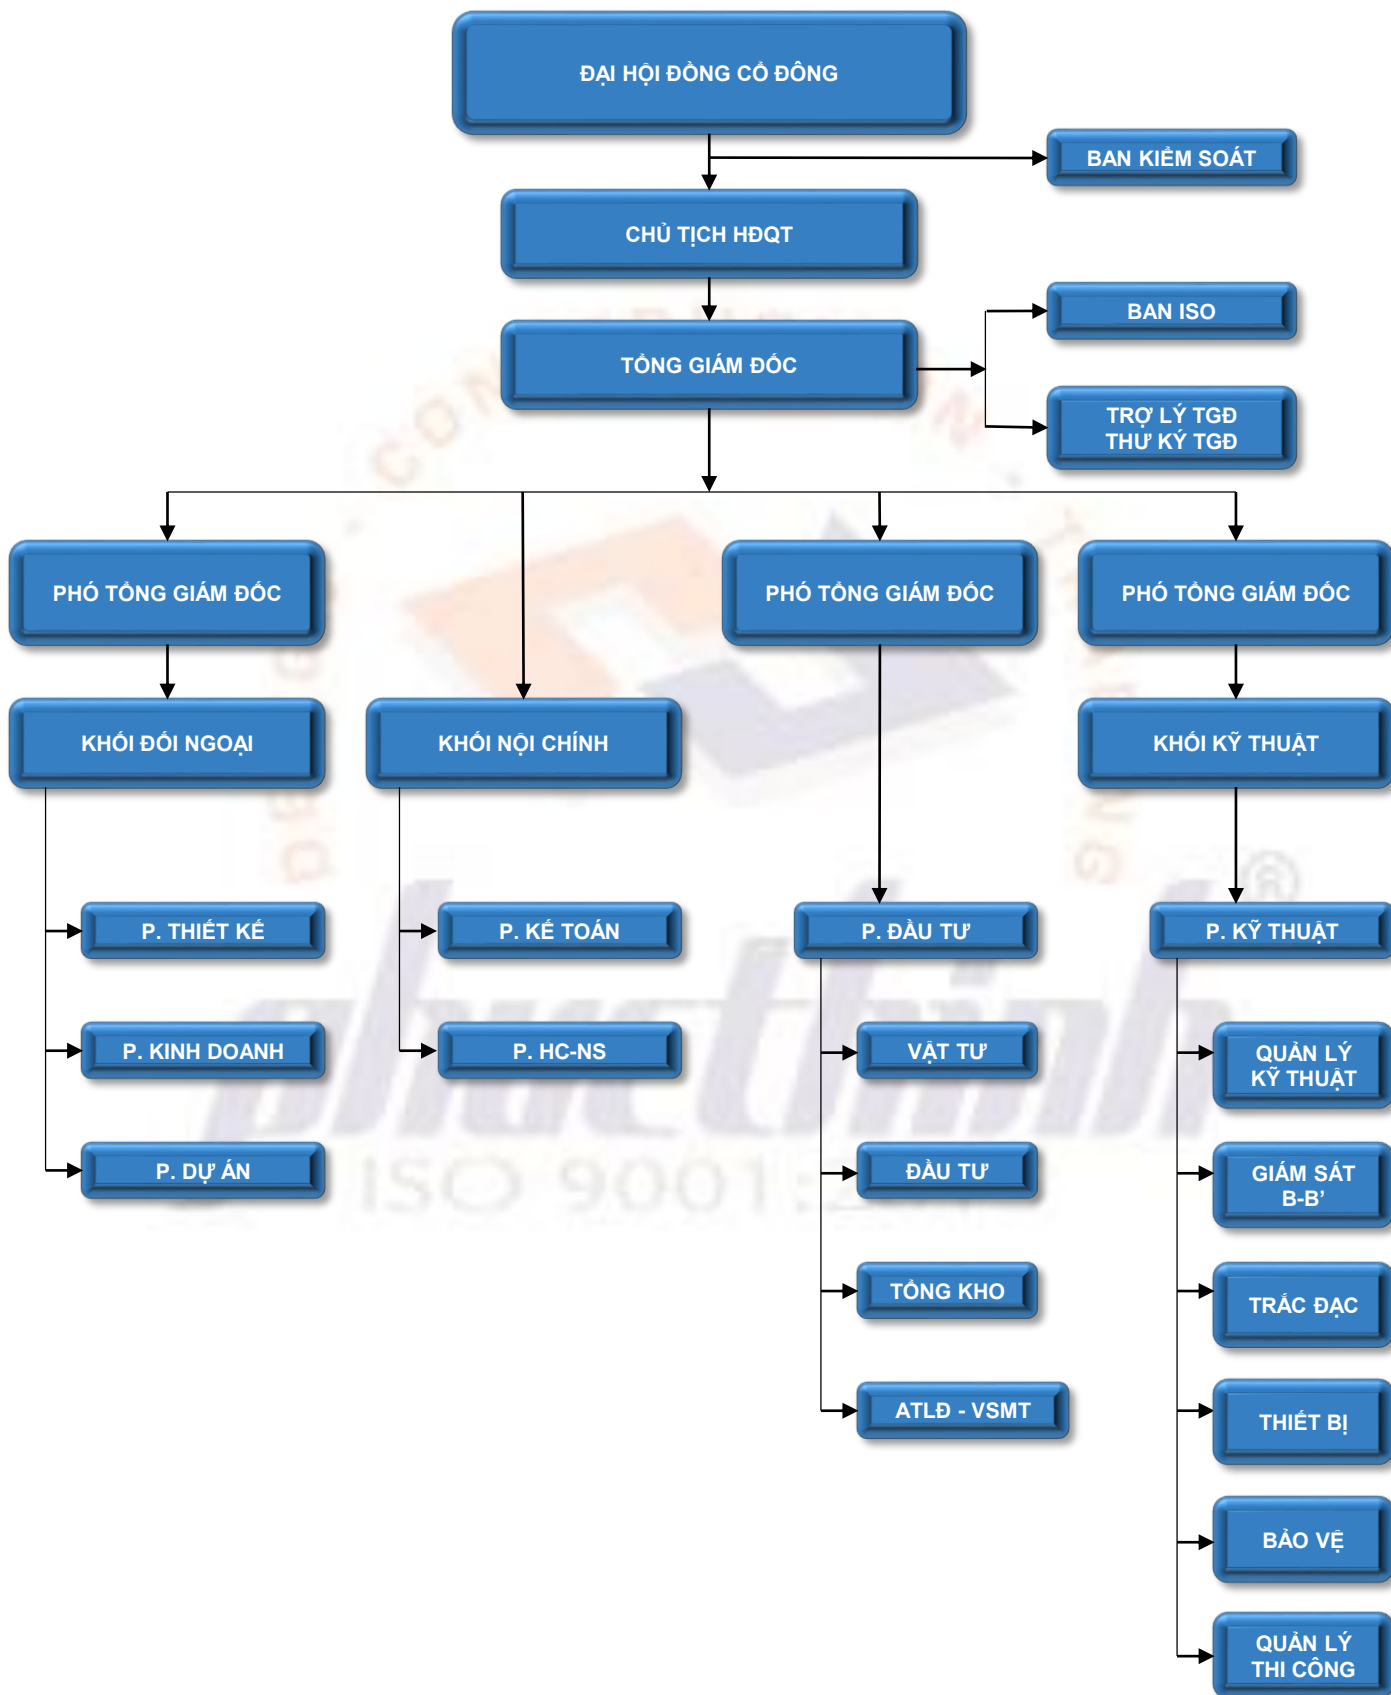 ĐẠI HỘI ĐỒNG CỔ ĐÔNG
BAN KIỂM SOÁT
CHỦ TỊCH HĐQT
BAN ISO
TỔNG GIÁM ĐỐC
TRỢ LÝ TGĐ
THƯ KÝ TGĐ
PHÓ TỔNG GIÁM ĐỐC
PHÓ TỔNG GIÁM ĐỐC
PHÓ TỔNG GIÁM ĐỐC
KHỐI ĐỐI NGOẠI
KHỐI NỘI CHÍNH
KHỐI KỸ THUẬT
P. THIẾT KẾ
P. KẾ TOÁN
P. ĐẦU TƯ
P. KỸ THUẬT
P. KINH DOANH
P. HC-NS
VẬT TƯ
QUẢN LÝ
KỸ THUẬT
P. DỰ ÁN
ĐẦU TƯ
GIÁM SÁT
B-B’
TỔNG KHO
TRẮC ĐẠC
ATLĐ - VSMT
THIẾT BỊ
BẢO VỆ
QUẢN LÝ
THI CÔNG
phucthinh
®
ISO 9001: